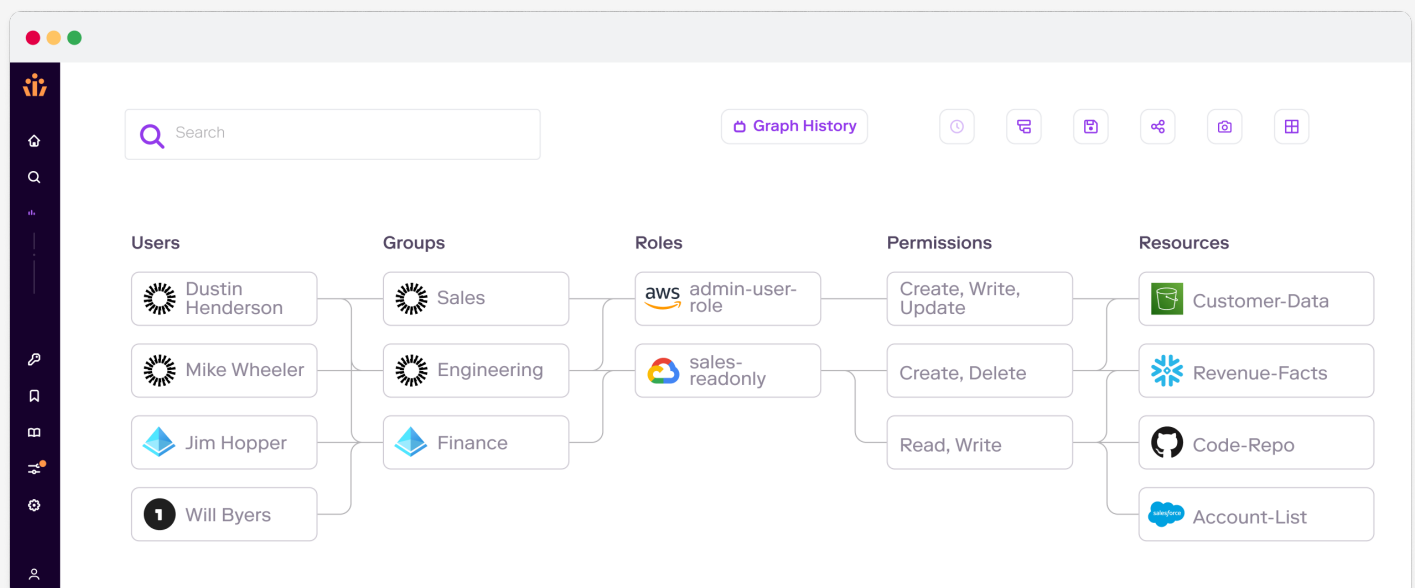 Search
Graph History
Users
Groups
Roles
Permissions
Resources
Dustin
Henderson
Sales
aws
admin-user-
role
Create, Write,
Update
Customer-Data
Mike Wheeler
Engineering
sales-
readonly
Create, Delete
Revenue-Facts
Jim Hopper
Finance
Read, Write
Code-Repo
1
Will Byers
salesforce
Account-List